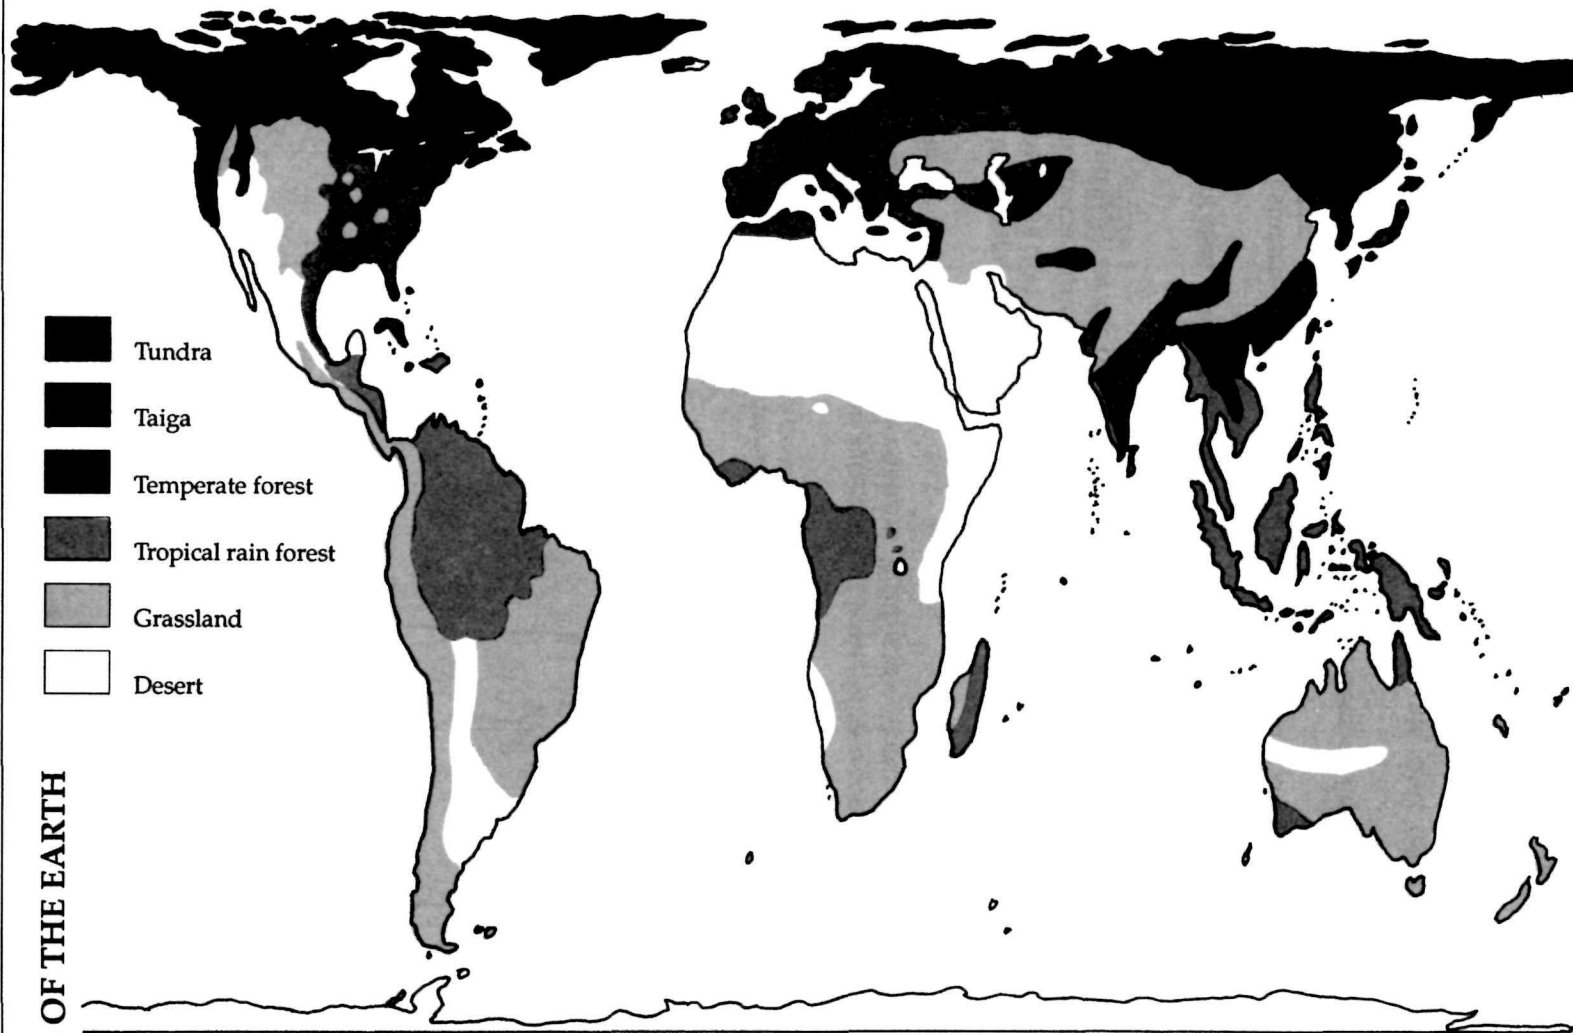 Tundra
Taiga
Temperate forest
Tropical rain forest
Grassland
Desert
OF THE EARTH